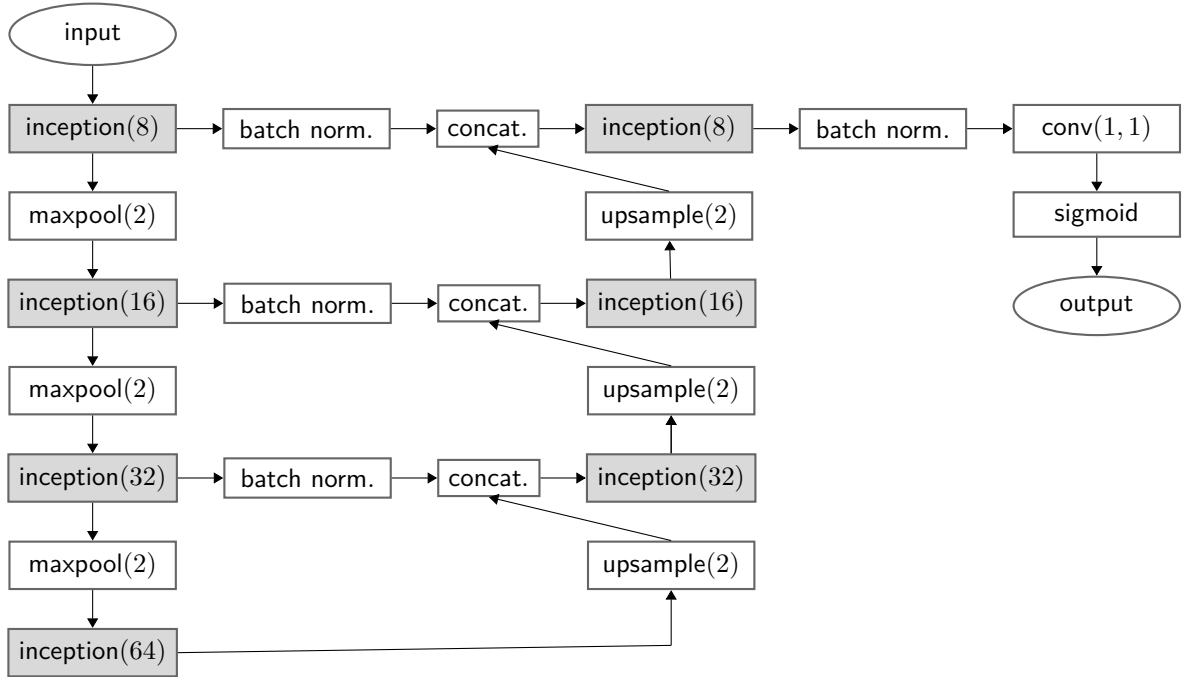 input
inception(8)
batch norm.
concat.
inception(8)
batch norm.
conv(1, 1)
maxpool(2)
upsample(2)
sigmoid
inception(16)
batch norm.
concat.
inception(16)
output
maxpool(2)
upsample(2)
inception(32)
batch norm.
concat.
inception(32)
maxpool(2)
upsample(2)
inception(64)